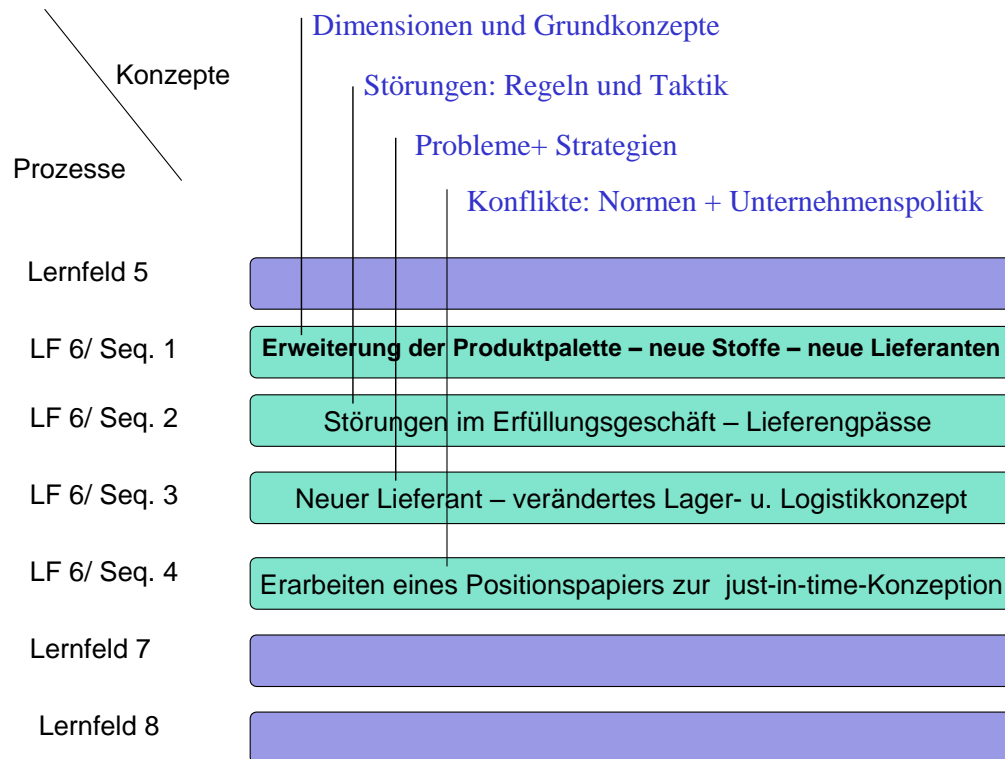 Dimensionen und Grundkonzepte
Konzepte
Störungen: Regeln und Taktik
Probleme+ Strategien
Prozesse
Konflikte: Normen + Unternehmenspolitik
Lernfeld 5
LF 6/ Seq. 1
Erweiterung der Produktpalette – neue Stoffe – neue Lieferanten
LF 6/ Seq. 2
Störungen im Erfüllungsgeschäft – Lieferengpässe
LF 6/ Seq. 3
Neuer Lieferant – verändertes Lager- u. Logistikkonzept
LF 6/ Seq. 4
Erarbeiten eines Positionspapiers zur just-in-time-Konzeption
Lernfeld 7
Lernfeld 8